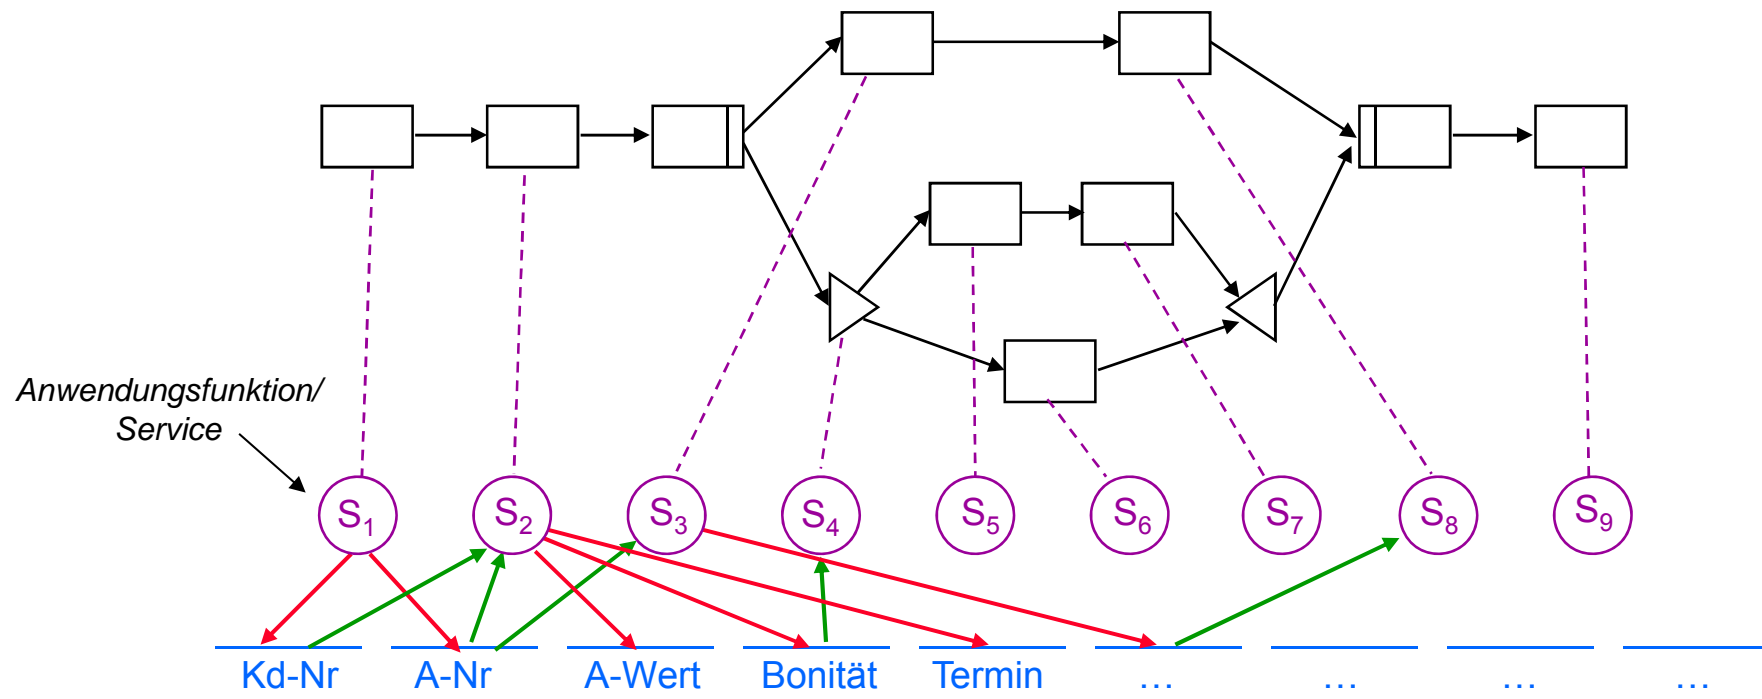 Anwendungsfunktion/
Service
S1 S2 S3 S4 S5 S6 S7 S8 S9
Kd-Nr A-Nr A-Wert Bonität Termin ... ... ... ...